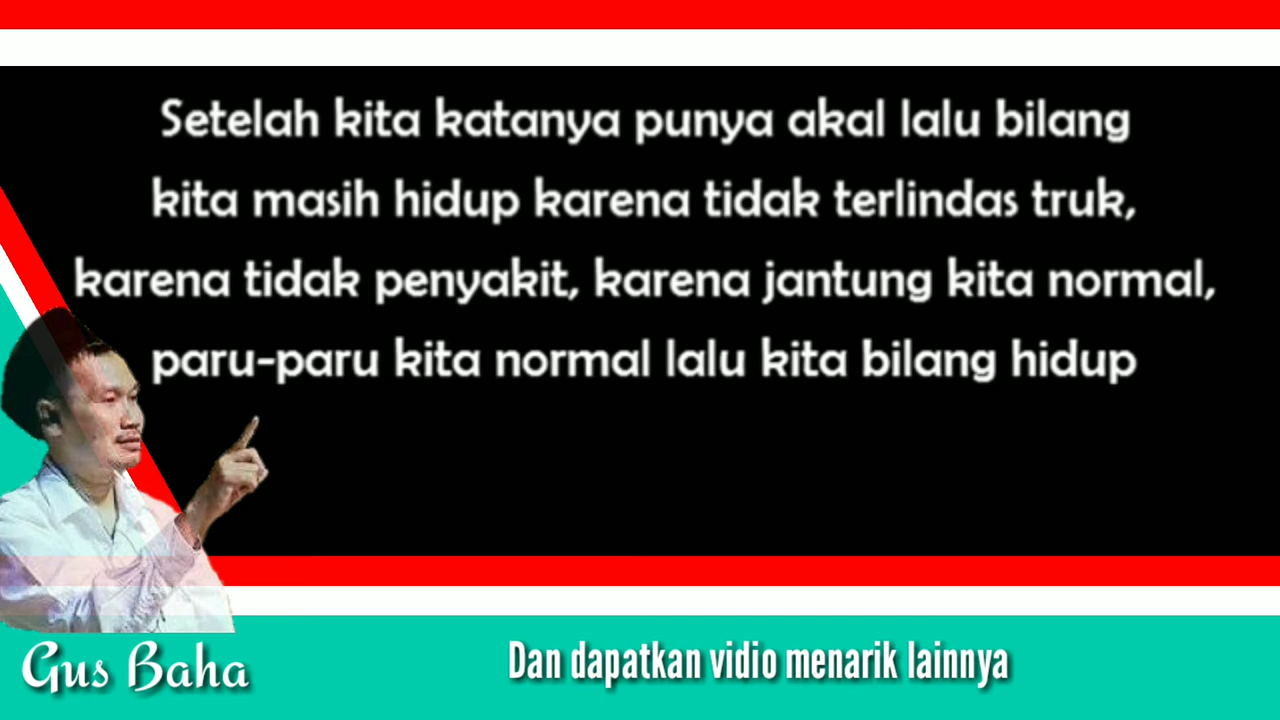 Setelah kita katanya punya akal lalu bilang
kita masih hidup karena tidak terlindas truk,
karena tidak penyakit, karena jantung kita normal,
paru-paru kita normal lalu kita bilang hidup
Gus Baha
Dan dapatkan vidio menarik lainnya